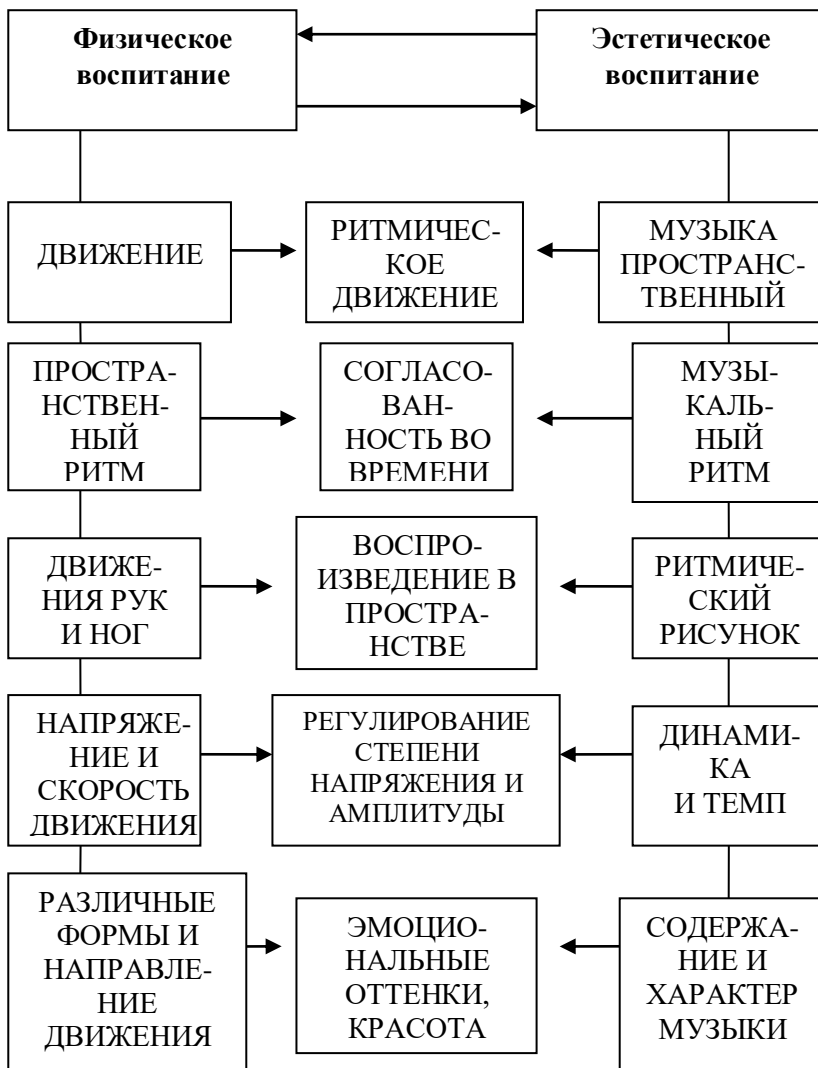 Физическое
воспитание
Эстетическое
воспитание
ДВИЖЕНИЕ
РИТМИЧЕС-
КОЕ
ДВИЖЕНИЕ
МУЗЫКА
ПРОСТРАНС-
ТВЕННЫЙ
ПРОСТРА-
НСТВЕН-
НЫЙ
РИТМ
СОГЛАСО-
ВАН-
НОСТЬ ВО
ВРЕМЕНИ
МУЗЫ-
КАЛЬ-
НЫЙ
РИТМ
ДВИЖЕ-
НИЯ РУК
И НОГ
ВОСПРО-
ИЗВЕДЕНИЕ В
ПРОСТРА-
НСТВЕ
РИТМИЧЕ-
СКИЙ
РИСУНОК
НАПРЯЖЕ-
НИЕ И
СКОРОСТЬ
ДВИЖЕНИЯ
РЕГУЛИРОВАНИЕ
СТЕПЕНИ
НАПРЯЖЕНИЯ И
АМПЛИТУДЫ
ДИНАМИ-
КА
И ТЕМП
РАЗЛИЧНЫЕ
ФОРМЫ И
НАПРАВЛЕ-
НИЕ
ДВИЖЕНИЯ
ЭМОЦИО-
НАЛЬНЫЕ
ОТТЕНКИ,
КРАСОТА
СОДЕРЖА-
НИЕ И
ХАРАКТЕР
МУЗЫКИ